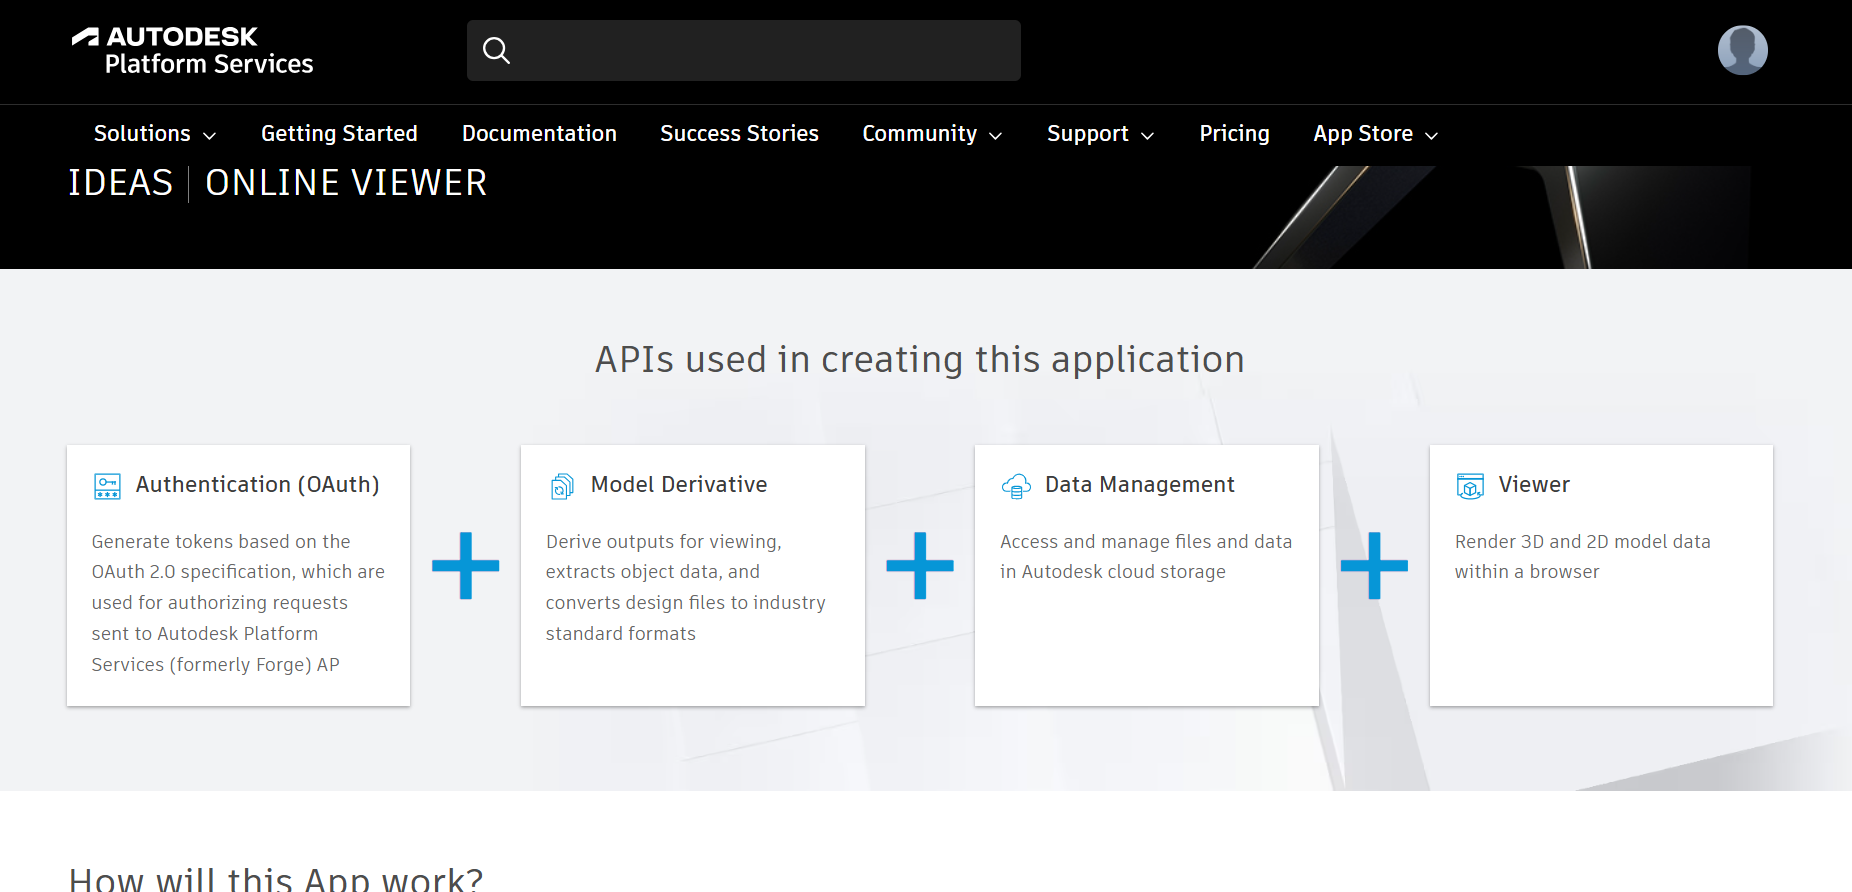 AUTODESK
Platform Services
Solutions Getting Started Documentation Success Stories Community Support Pricing App Store
IDEAS | ONLINE VIEWER
APIs used in creating this application
Authentication (OAuth)
Generate tokens based on the
OAuth 2.0 specification, which are
used for authorizing requests
sent to Autodesk Platform
Services (formerly Forge) AP
Model Derivative
Derive outputs for viewing,
extracts object data, and
converts design files to industry
standard formats
Data Management
Access and manage files and data
in Autodesk cloud storage
Viewer
Render 3D and 2D model data
within a browser
How will this App work?